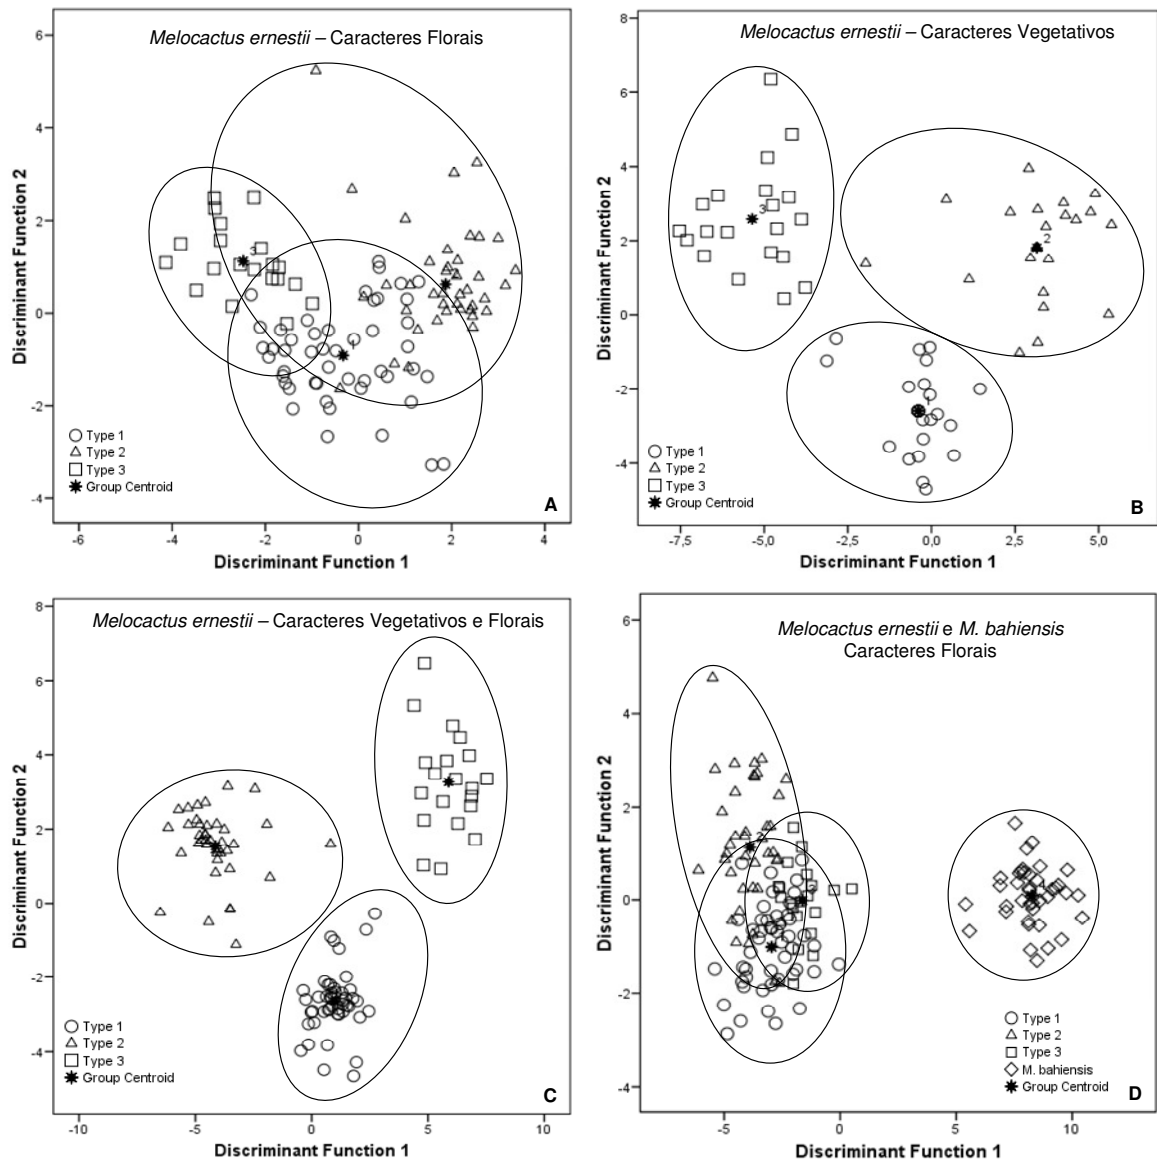 Melocactus ernestii – Caracteres Florais
6
4
2
0
-2
-4
Discriminant Function 2
3
1
Type 1
Type 2
Type 3
Group Centroid
A
-6
-4
-2
0
2
4
Discriminant Function 1
Melocactus ernestii – Caracteres Vegetativos
8
6
4
2
0
-2
-4
Discriminant Function 2
3
2
1
Type 1
Type 2
Type 3
Group Centroid
B
-7,5
-5,0
-2,5
0,0
2,5
5,0
Discriminant Function 1
Melocactus ernestii – Caracteres Vegetativos e Florais
8
6
4
2
0
-2
-4
Discriminant Function 2
Type 1
Type 2
Type 3
Group Centroid
C
-10
-5
0
5
10
Discriminant Function 1
Melocactus ernestii e M. bahiensis
Caracteres Florais
6
4
2
0
-2
-4
Discriminant Function 2
2
Type 1
Type 2
Type 3
M. bahiensis
Group Centroid
D
-5
0
5
10
Discriminant Function 1